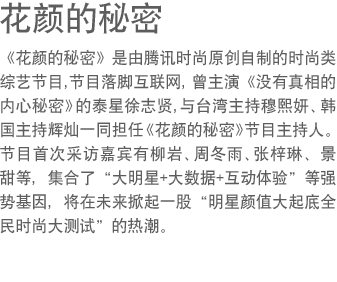 花颜的秘密
《花颜的秘密》是由腾讯时尚原创自制的时尚类
综艺节目,节目落脚互联网, 曾主演《没有真相的
内心秘密》的泰星徐志贤,与台湾主持穆熙妍、韩
国主持辉灿一同担任《花颜的秘密》节目主持人。
节目首次采访嘉宾有柳岩、周冬雨、张梓琳、景
甜等, 集合了“大明星+大数据+互动体验”等强
势基因, 将在未来掀起一股“明星颜值大起底全
民时尚大测试”的热潮。